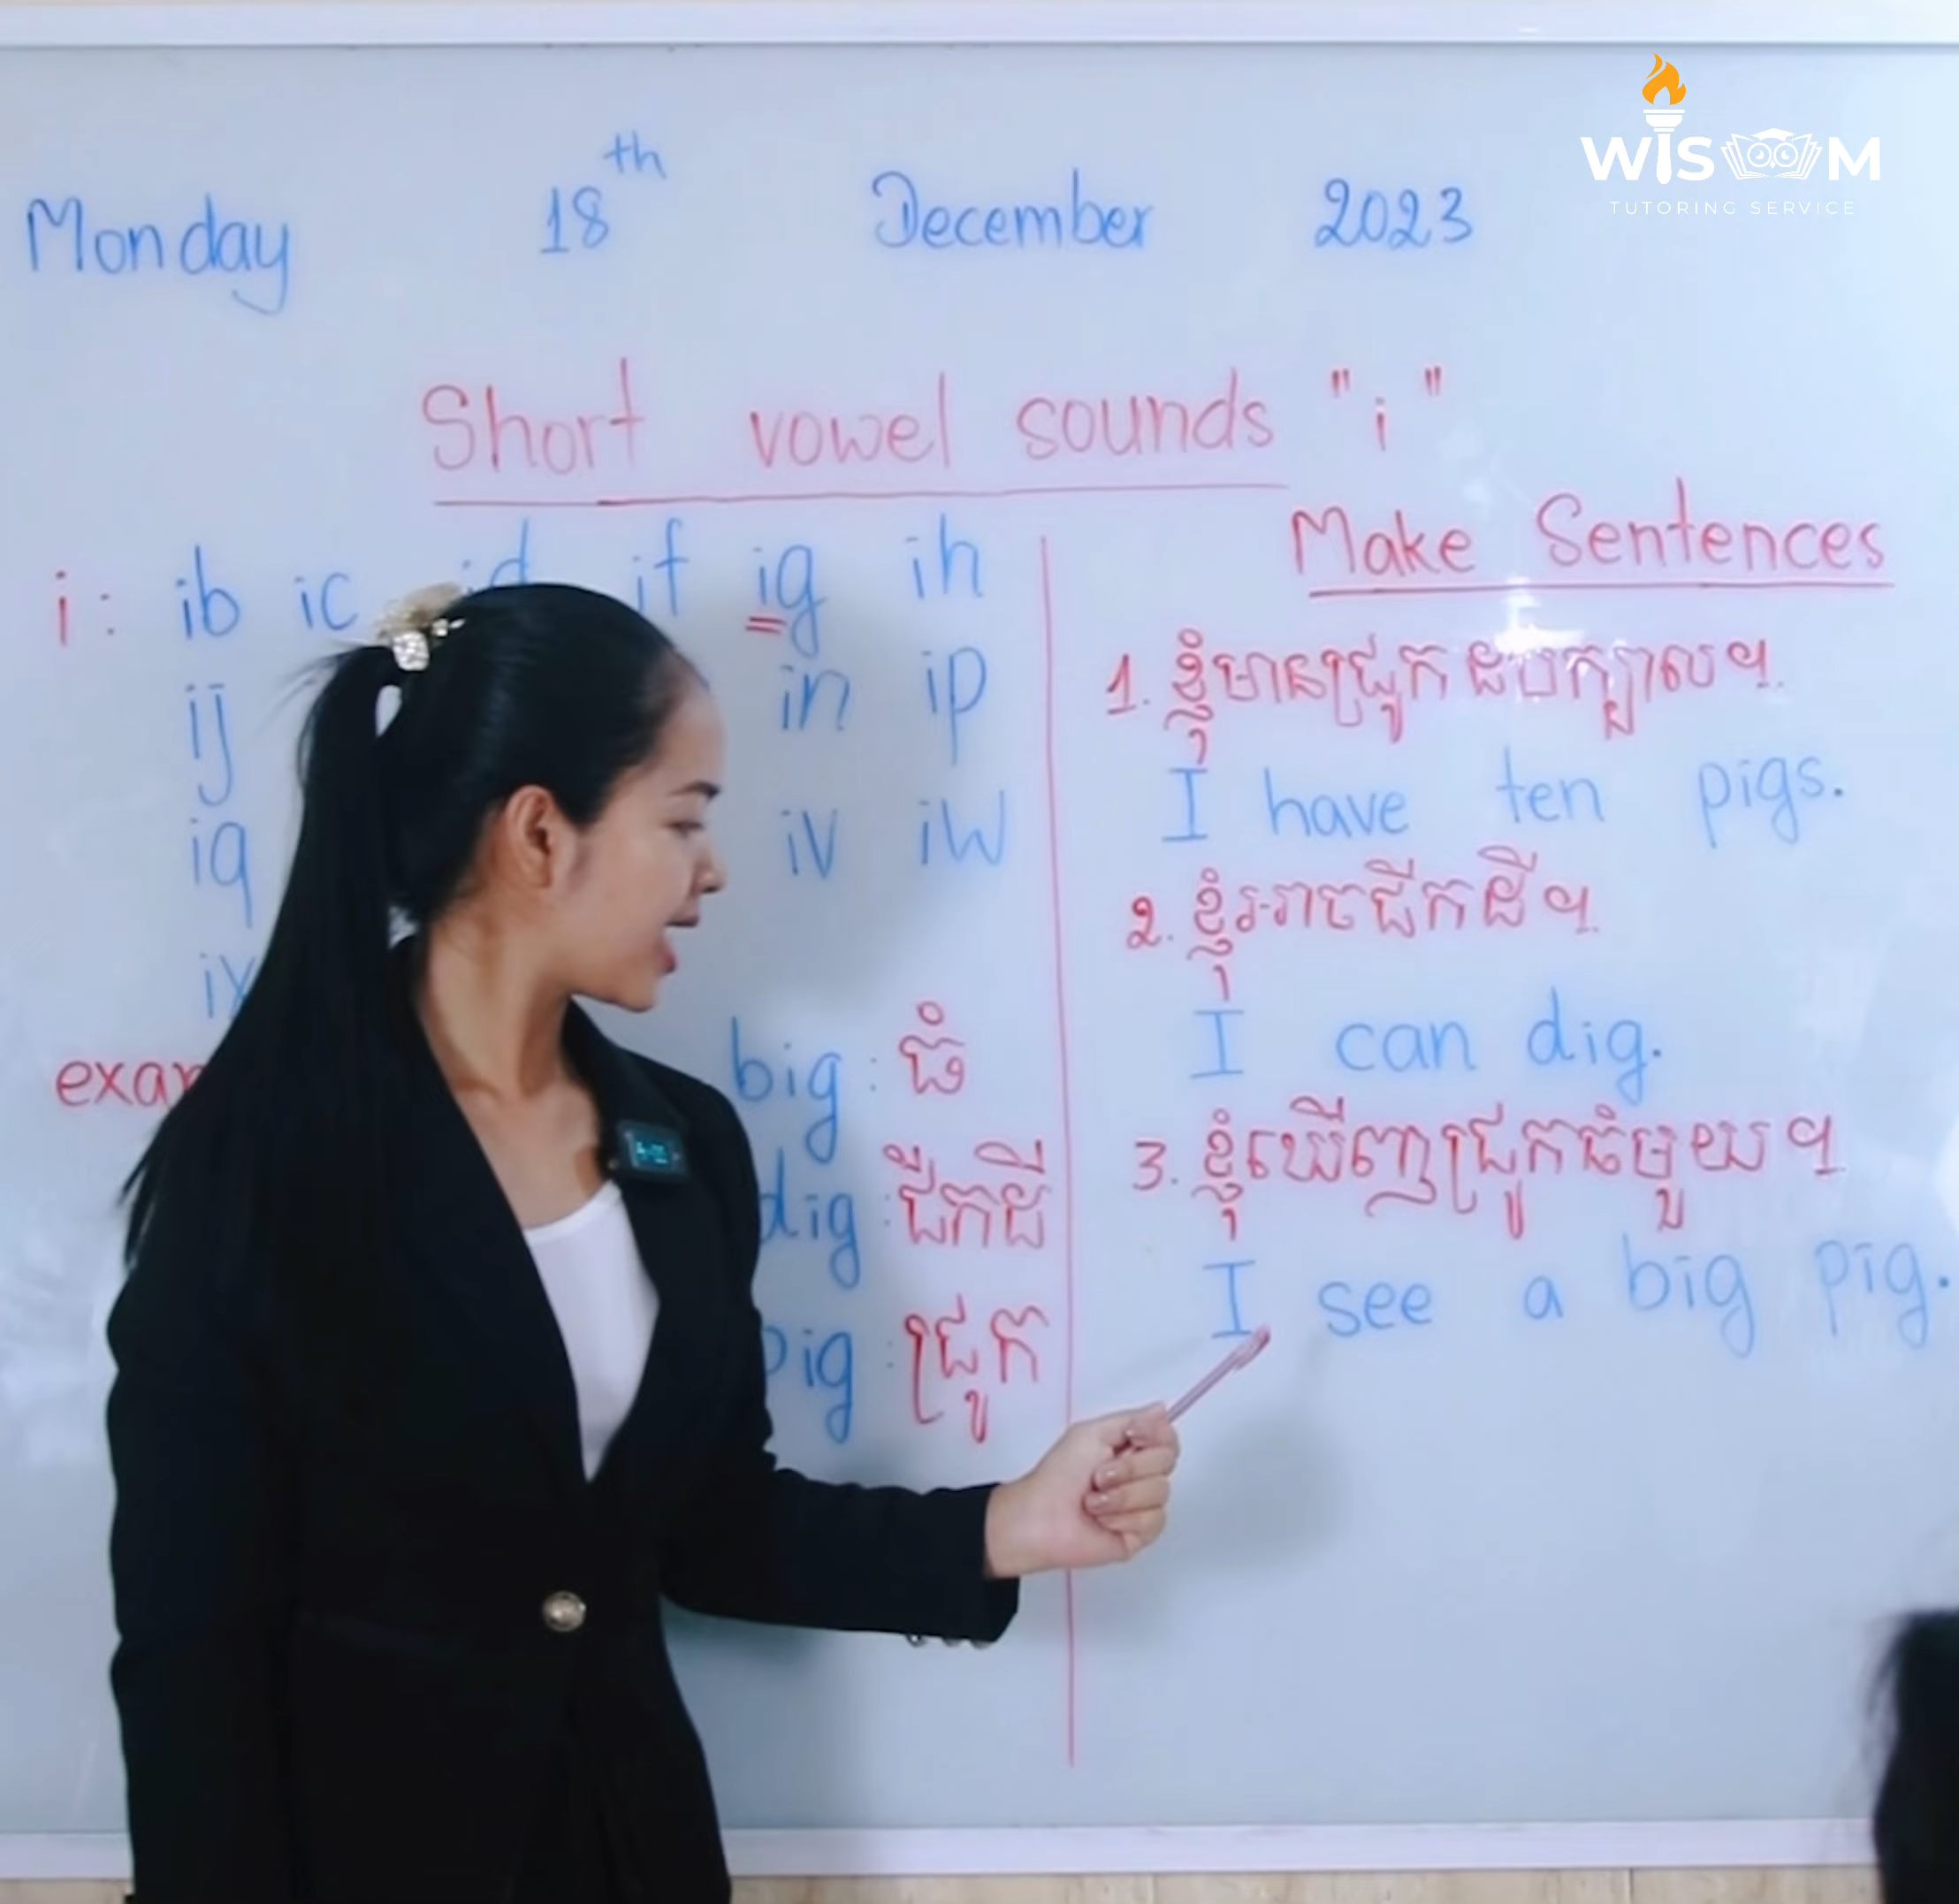 WISDOM
TUTORING SERVICE
Monday 18th December 2023
Short vowel sounds "i"
i: ib ic id if ig ih
ij in ip
iq iv iw
ix
big: ធំ
dig: ជីកដី
pig: ជ្រូក
Make Sentences
1. ខ្ញុំមានជ្រូកដប់ក្បាល។
I have ten pigs.
2. ខ្ញុំអាចជីកដី។
I can dig.
3. ខ្ញុំឃើញជ្រូកធំមួយ។
I see a big pig.